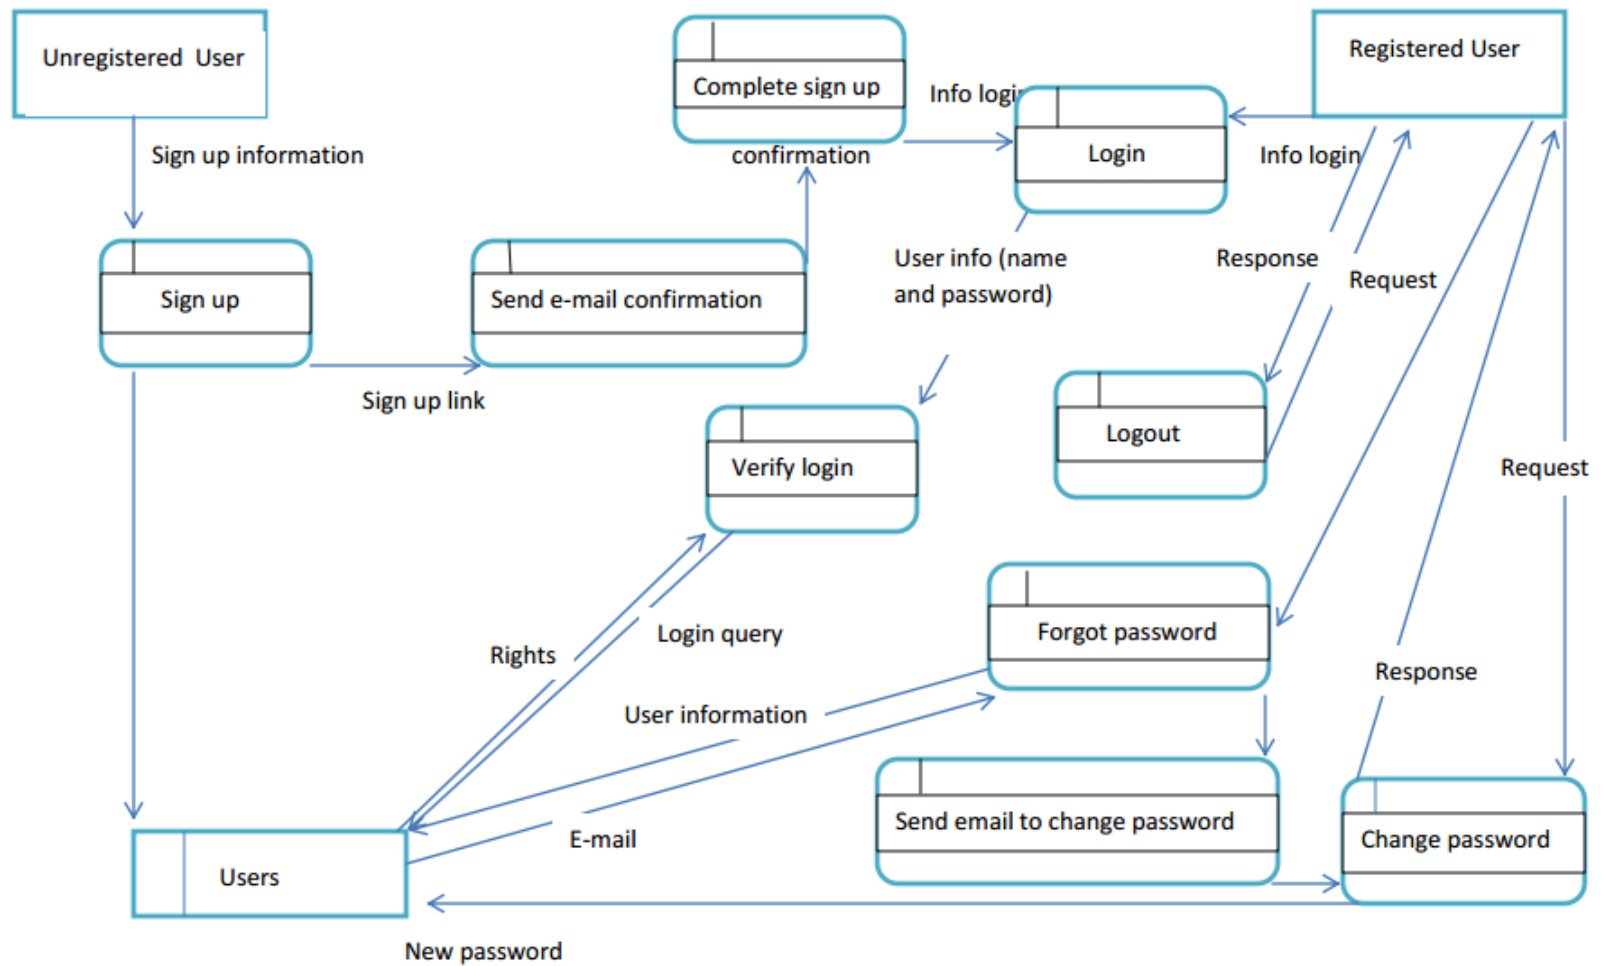 Unregistered  User
Registered User
Complete sign up
Info login
Login
Sign up information
confirmation
Info login
User info (name
and password)
Response
Request
Sign up
Send e-mail confirmation
Sign up link
Logout
Verify login
Request
Forgot password
Login query
Rights
Response
User information
Send email to change password
E-mail
Change password
Users
New password